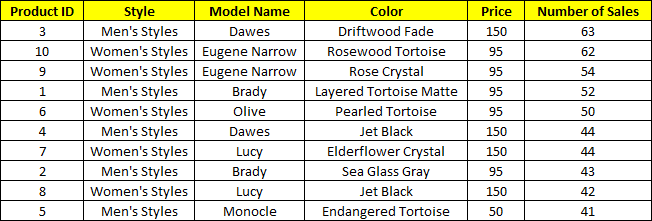 Product ID Style Model Name Color Price Number of Sales
3 Men's Styles Dawes Driftwood Fade 150 63
10 Women's Styles Eugene Narrow Rosewood Tortoise 95 62
9 Women's Styles Eugene Narrow Rose Crystal 95 54
1 Men's Styles Brady Layered Tortoise Matte 95 52
6 Women's Styles Olive Pearled Tortoise 95 50
4 Men's Styles Dawes Jet Black 150 44
7 Women's Styles Lucy Elderflower Crystal 150 44
2 Men's Styles Brady Sea Glass Gray 95 43
8 Women's Styles Lucy Jet Black 150 42
5 Men's Styles Monocle Endangered Tortoise 50 41